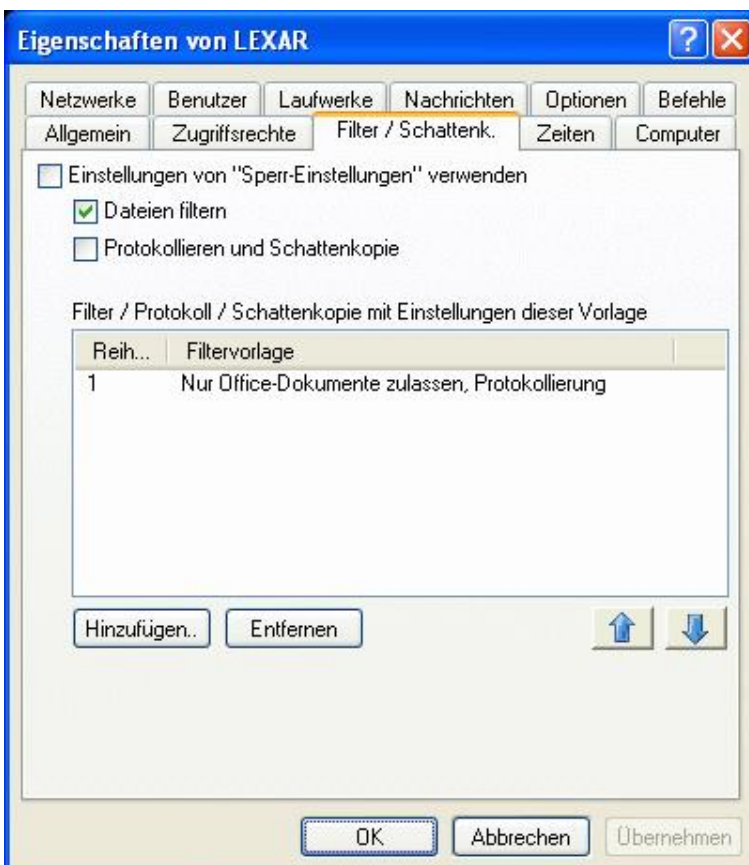 Eigenschaften von LEXAR
Netzwerke Benutzer Laufwerke Nachrichten Optionen Befehle
Allgemein Zugriffsrechte Filter / Schattenk. Zeiten Computer
Einstellungen von "Sperr-Einstellungen" verwenden
Dateien filtern
Protokollieren und Schattenkopie
Filter / Protokoll / Schattenkopie mit Einstellungen dieser Vorlage
Reih... Filtervorlage
1 Nur Office-Dokumente zulassen, Protokollierung
Hinzufügen.. Entfernen
OK Abbrechen Übernehmen